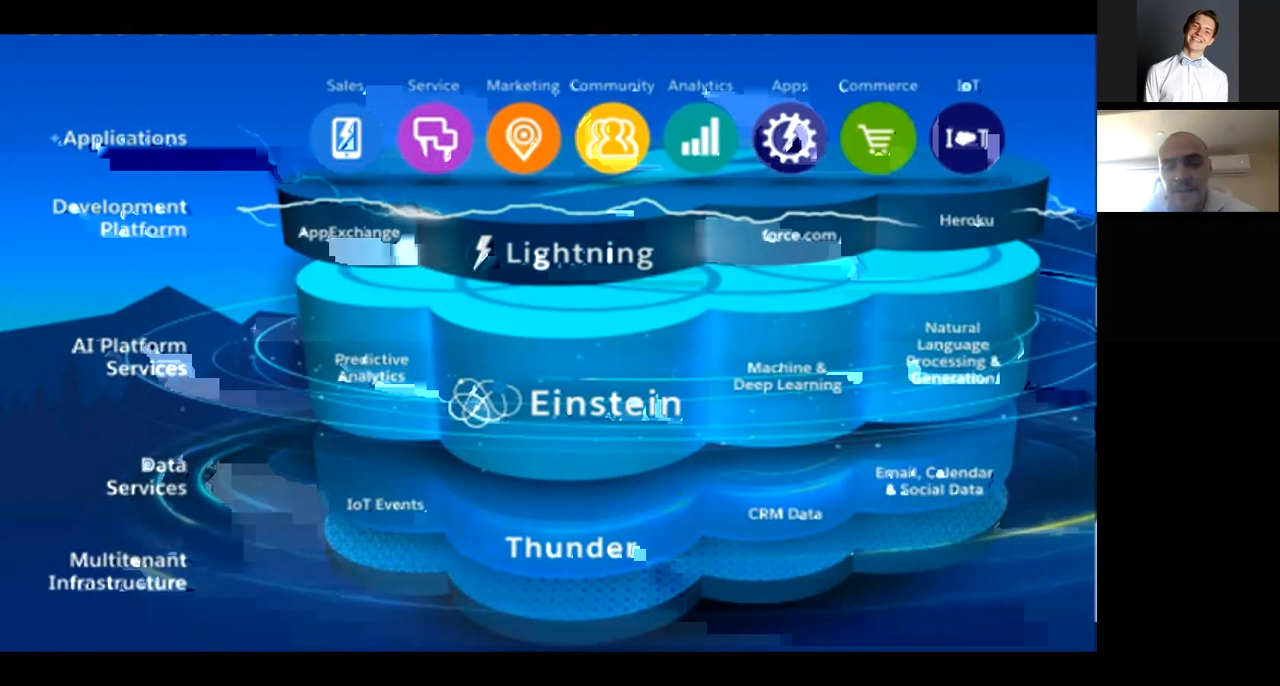 Sales
Service
Marketing
Community
Analytics
Apps
Commerce
IoT
Applications
IoT
Development
Platform
AppExchange
Lightning
force.com
Heroku
AI Platform
Services
Predictive
Analytics
Einstein
Machine &
Deep Learning
Natural
Language
Processing &
Generation
Data
Services
IoT Events
Thunder
CRM Data
Email, Calendar
& Social Data
Multitenant
Infrastructure